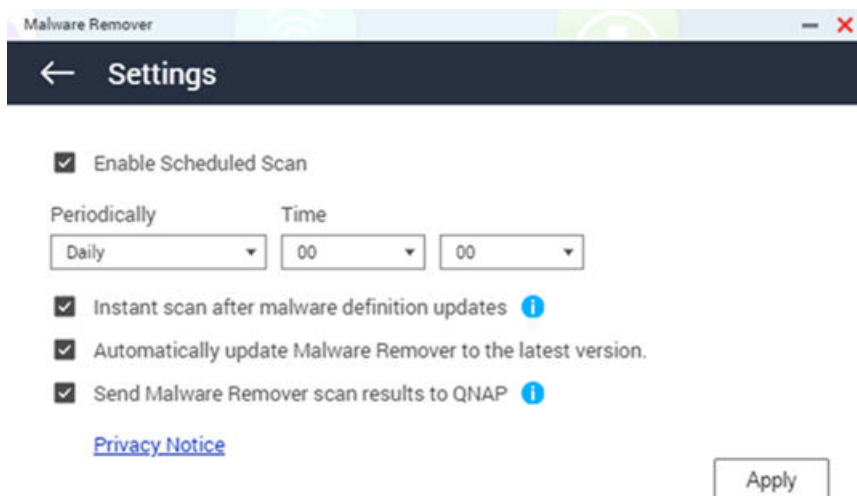 Malware Remover
Settings
Enable Scheduled Scan
Periodically Time
Daily 00 00
Instant scan after malware definition updates
Automatically update Malware Remover to the latest version.
Send Malware Remover scan results to QNAP
Privacy Notice
Apply